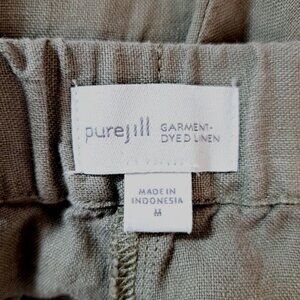 purejill GARMENT-
DYED LINEN
MADE IN
INDONESIA
M